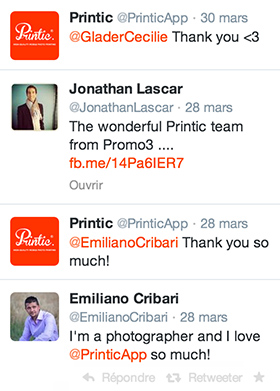 Printic.
Printic @PrinticApp · 30 mars
@GladerCecilie Thank you <3
Jonathan Lascar
@JonathanLascar · 28 mars
The wonderful Printic team
from Promo3 ....
fb.me/14Pa6IER7
Ouvrir
Printic.
Printic @PrinticApp · 28 mars
@EmilianoCribari Thank you so
much!
Emiliano Cribari
@EmilianoCribari · 28 mars
I'm a photographer and I love
@PrinticApp so much!
Répondre Retweeter